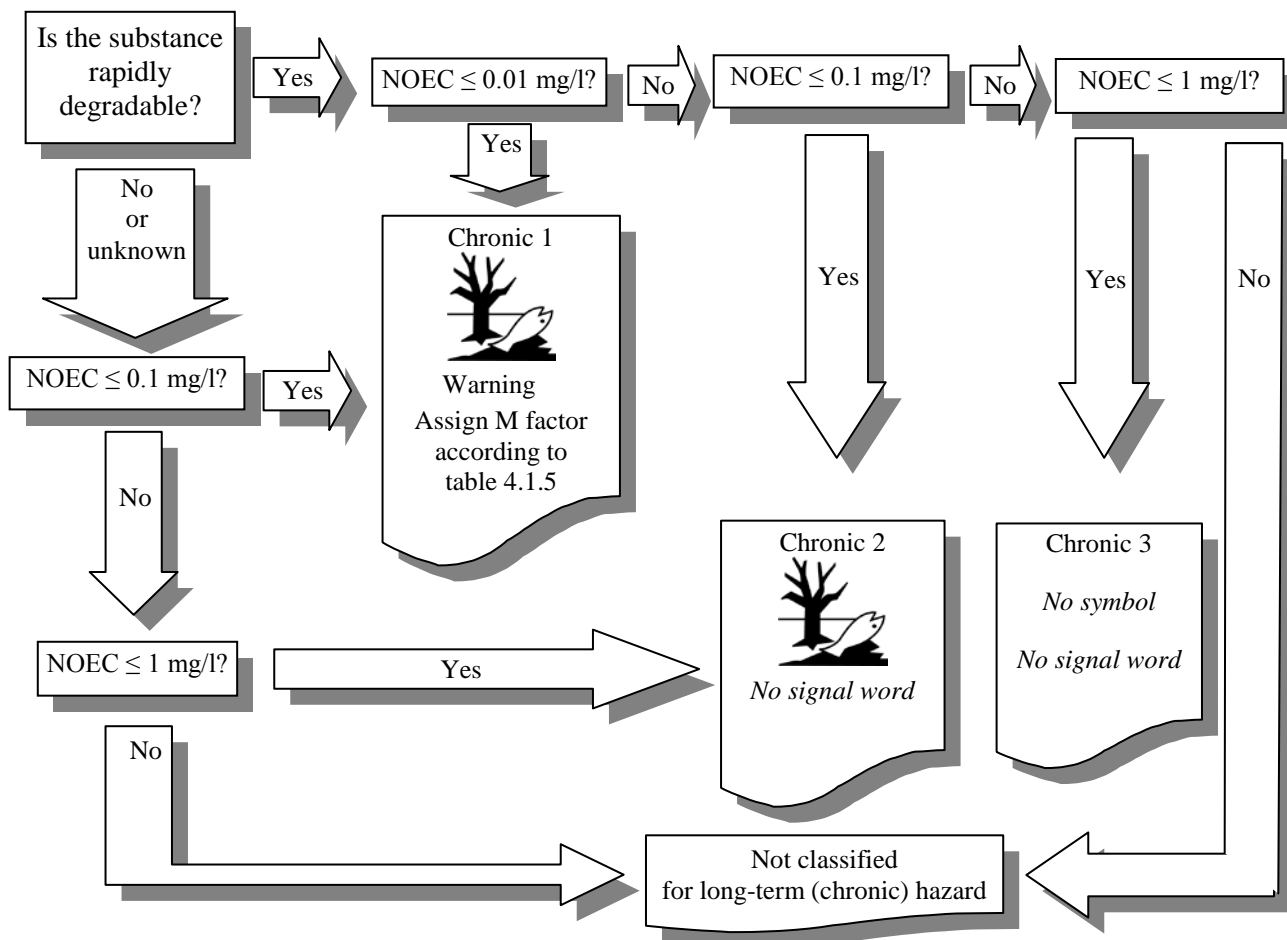 Is the substance
rapidly
degradable?
Yes
NOEC ≤ 0.01 mg/l?
No
NOEC ≤ 0.1 mg/l?
No
NOEC ≤ 1 mg/l?
No
or
unknown
Yes
Chronic 1
Warning
Assign M factor
according to
table 4.1.5
Yes
Yes
No
NOEC ≤ 0.1 mg/l?
Yes
No
Chronic 2
No signal word
Chronic 3
No symbol
No signal word
NOEC ≤ 1 mg/l?
Yes
No
Not classified
for long-term (chronic) hazard